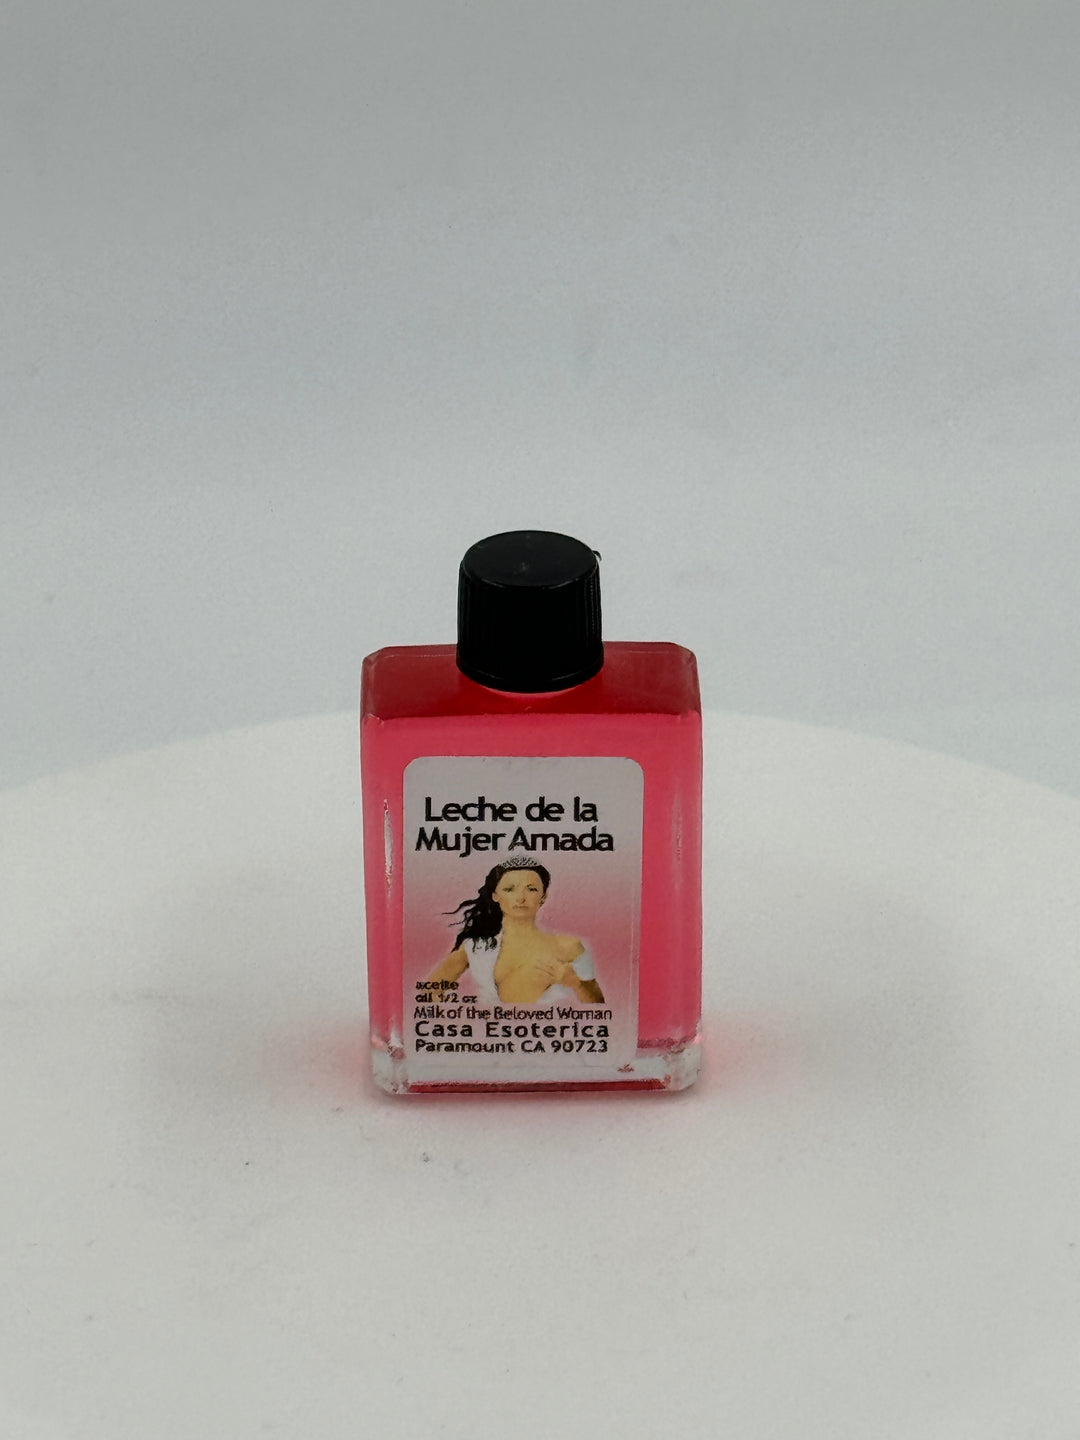 Leche de la
Mujer Amada
aceite
oil 1/2 oz
Milk of the Beloved Woman
Casa Esoterica
Paramount CA 90723